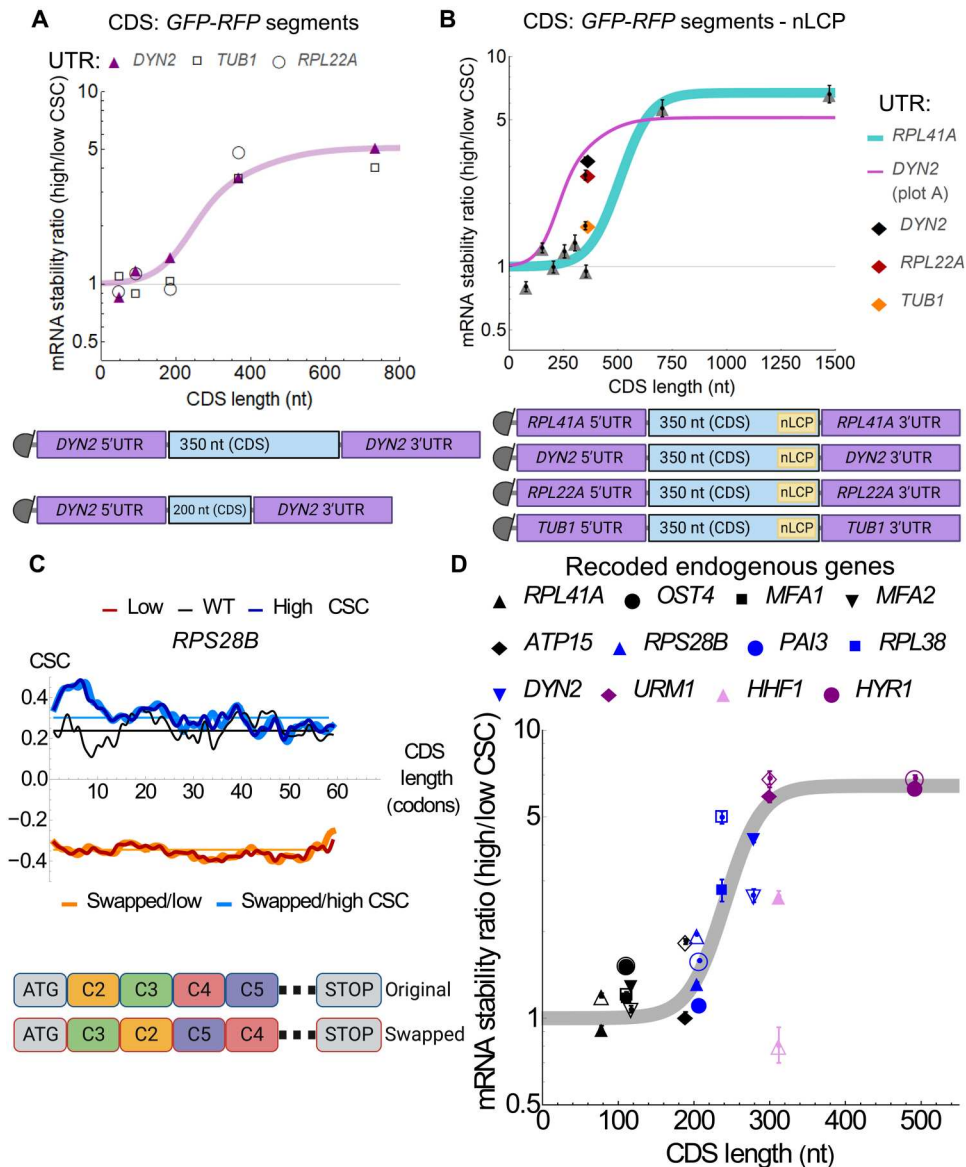 A
CDS: GFP-RFP segments
UTR: DYN2 TUB1 RPL22A
mRNA stability ratio (high/low CSC)
10
5
1
0.5
0 200 400 600 800
CDS length (nt)
DYN2 5'UTR 350 nt (CDS) DYN2 3'UTR
DYN2 5'UTR 200 nt (CDS) DYN2 3'UTR
B
CDS: GFP-RFP segments - nLCP
mRNA stability ratio (high/low CSC)
10
5
1
0.5
0 250 500 750 1000 1500
CDS length (nt)
UTR:
RPL41A
DYN2
(plot A)
DYN2
RPL22A
TUB1
RPL41A 5'UTR 350 nt (CDS) nLCP RPL41A 3'UTR
DYN2 5'UTR 350 nt (CDS) nLCP DYN2 3'UTR
RPL22A 5'UTR 350 nt (CDS) nLCP RPL22A 3'UTR
TUB1 5'UTR 350 nt (CDS) nLCP TUB1 3'UTR
C
Low WT High CSC
RPS28B
CSC
0.4
0.2
0.0
−0.2
−0.4
10 20 30 40 50 60
CDS
length
(codons)
Swapped/low Swapped/high CSC
ATG C2 C3 C4 C5 STOP Original
ATG C3 C2 C5 C4 STOP Swapped
D
Recoded endogenous genes
RPL41A OST4 MFA1 MFA2
ATP15 RPS28B PAI3 RPL38
DYN2 URM1 HHF1 HYR1
mRNA stability ratio (high/low CSC)
10
5
1
0.5
0 100 200 300 400 500
CDS length (nt)